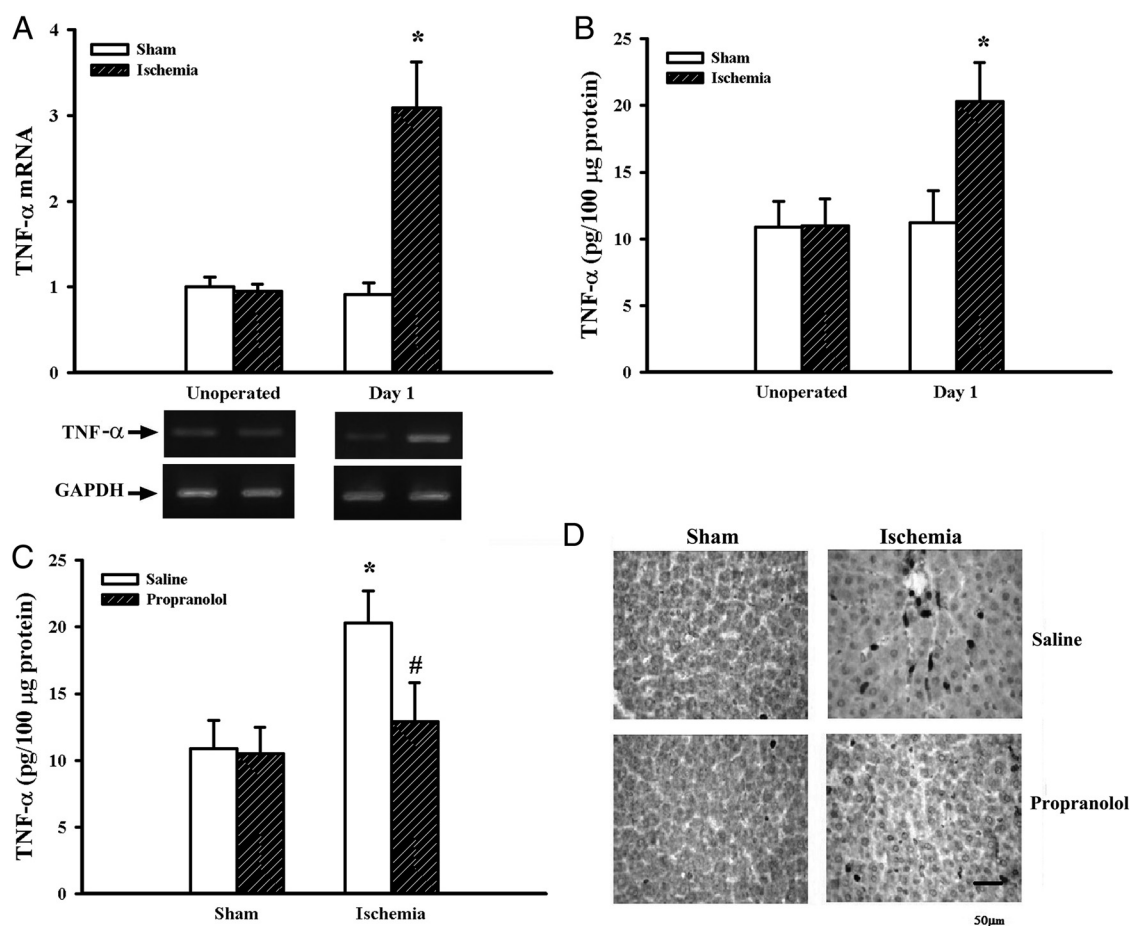 A
TNF-α mRNA
4
3
2
1
0
Sham
Ischemia
*
Unoperated
Day 1
TNF-α
GAPDH
B
TNF-α (pg/100 µg protein)
25
20
15
10
5
0
Sham
Ischemia
*
Unoperated
Day 1
C
TNF-α (pg/100 µg protein)
25
20
15
10
5
0
Saline
Propranolol
*
#
Sham
Ischemia
D
Sham
Ischemia
Saline
Propranolol
50µm